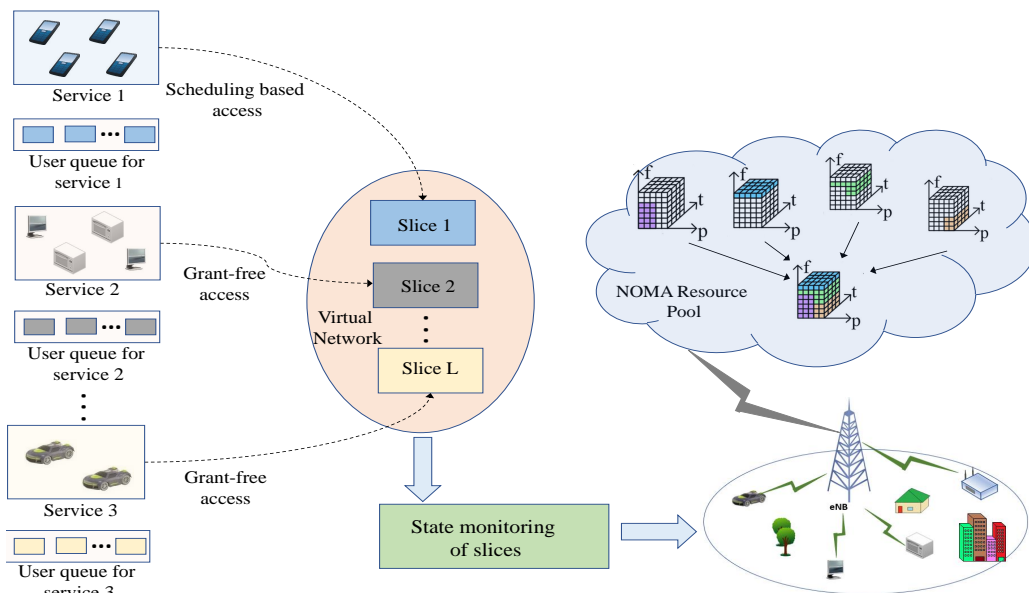 Service 1
User queue for
service 1
Service 2
User queue for
service 2
Service 3
User queue for
service 3
Scheduling based
access
Grant-free
access
Grant-free
access
Slice 1
Slice 2
Virtual
Network
Slice L
State monitoring
of slices
f
t
p
f
t
p
f
t
p
f
t
p
f
t
p
NOMA Resource
Pool
eNB